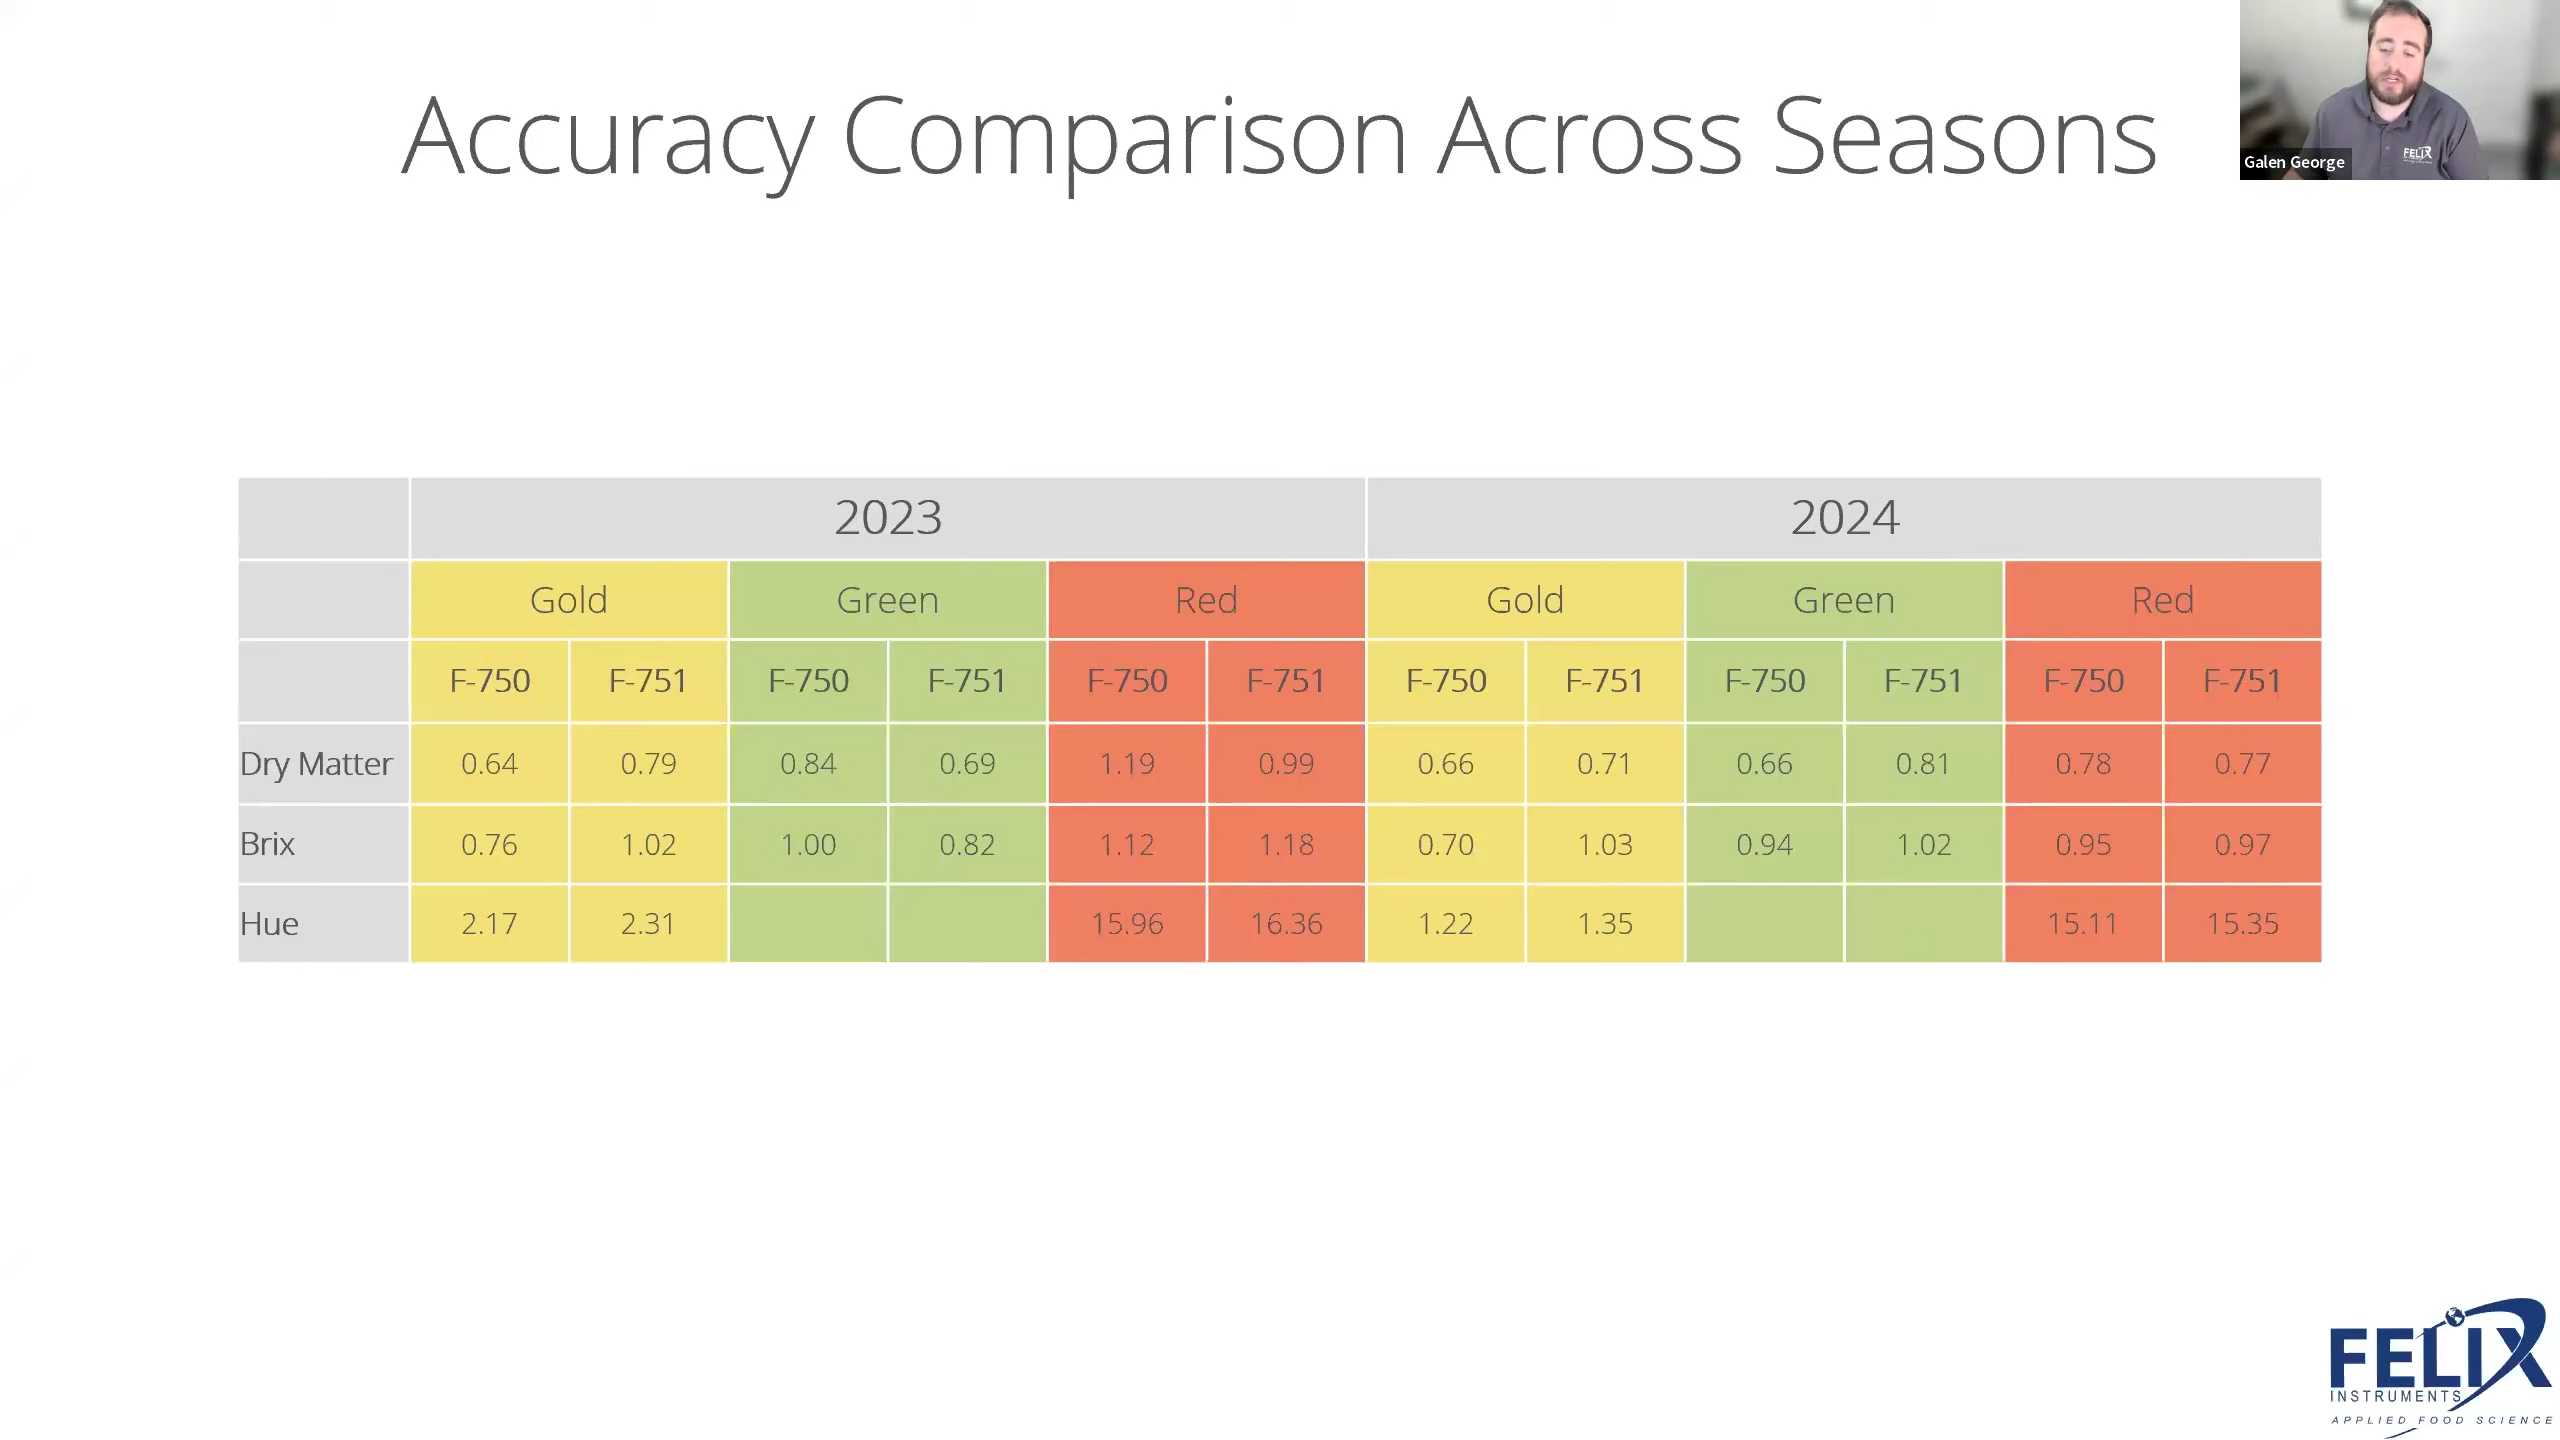 Accuracy Comparison Across Seasons
FELIX
Galen George
2023 2024
Gold Green Red Gold Green Red
F-750 F-751 F-750 F-751 F-750 F-751 F-750 F-751 F-750 F-751 F-750 F-751
Dry Matter 0.64 0.79 0.84 0.69 1.19 0.99 0.66 0.71 0.66 0.81 0.78 0.77
Brix 0.76 1.02 1.00 0.82 1.12 1.18 0.70 1.03 0.94 1.02 0.95 0.97
Hue 2.17 2.31 15.96 16.36 1.22 1.35 15.11 15.35
FELIX
INSTRUMENTS
APPLIED FOOD SCIENCE